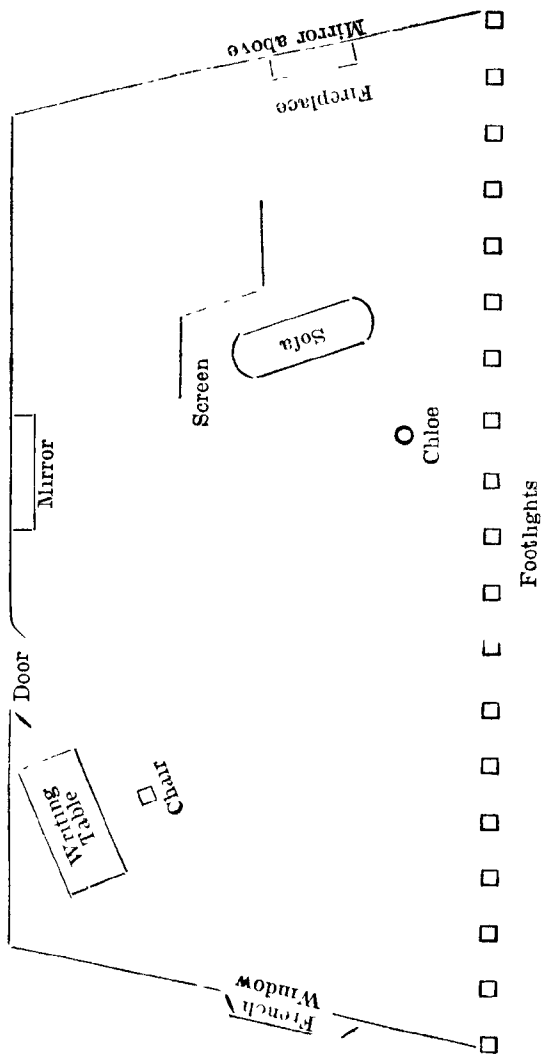 Mirror above
Fireplace
Sofa
Screen
Mirror
Chloe
Door
Writing
Table
Chair
French
Window
Footlights